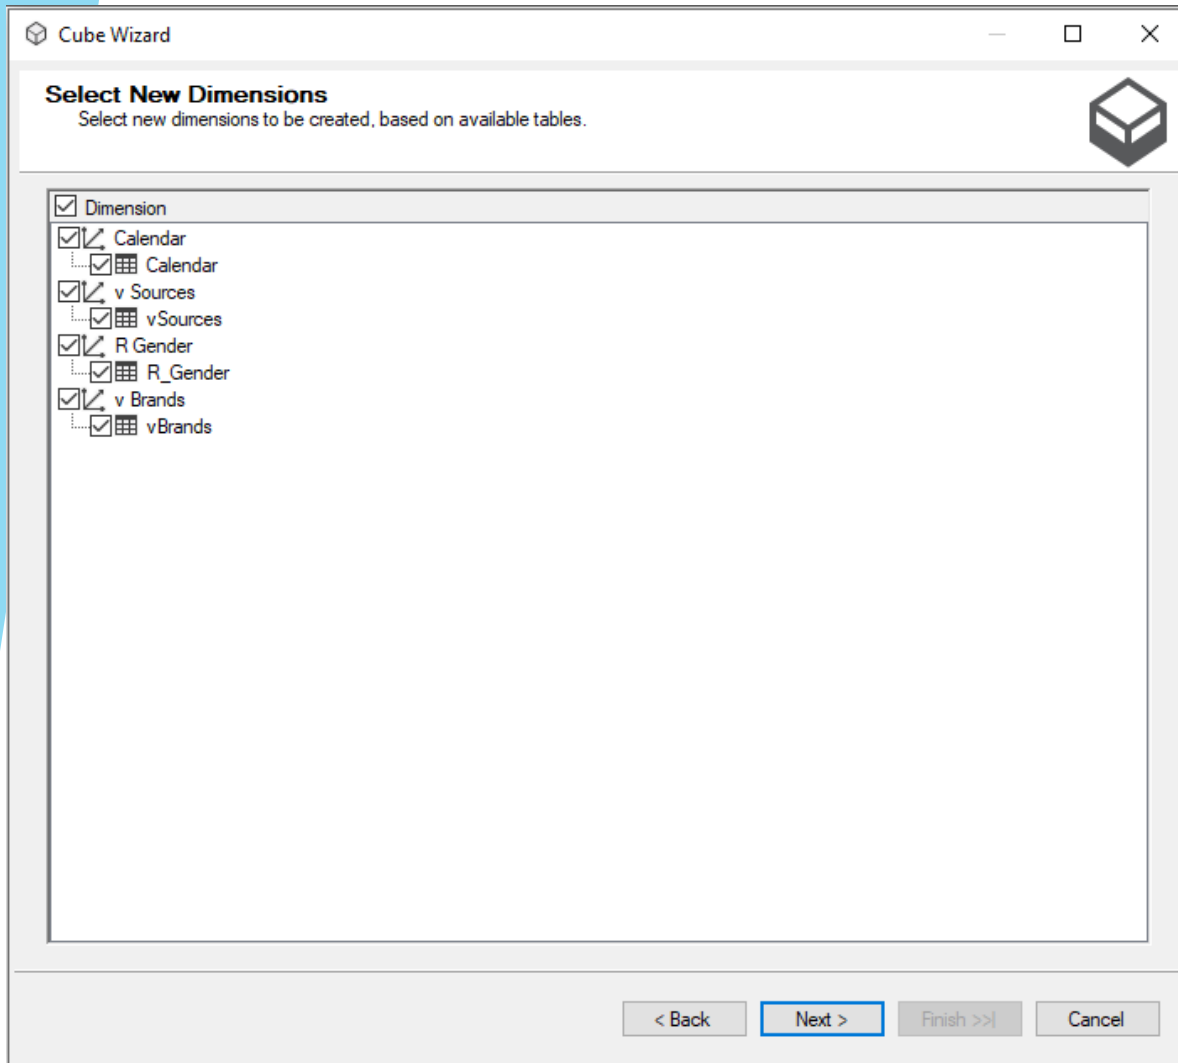 Cube Wizard
Select New Dimensions
Select new dimensions to be created, based on available tables.
Dimension
Calendar
Calendar
v Sources
vSources
R Gender
R_Gender
v Brands
vBrands
< Back
Next >
Finish >>|
Cancel